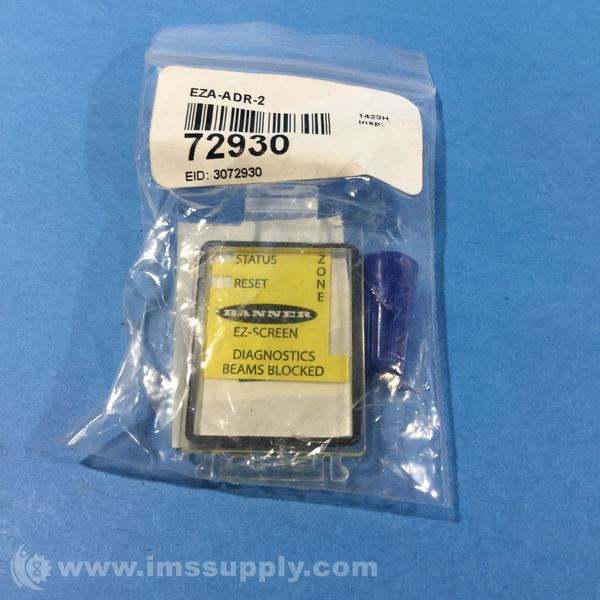 EZA-ADR-2
1423H
Insp:
72930
EID: 3072930
STATUS
ZONE
RESET
BANNER
EZ-SCREEN
DIAGNOSTICS
BEAMS BLOCKED
www.imssupply.com